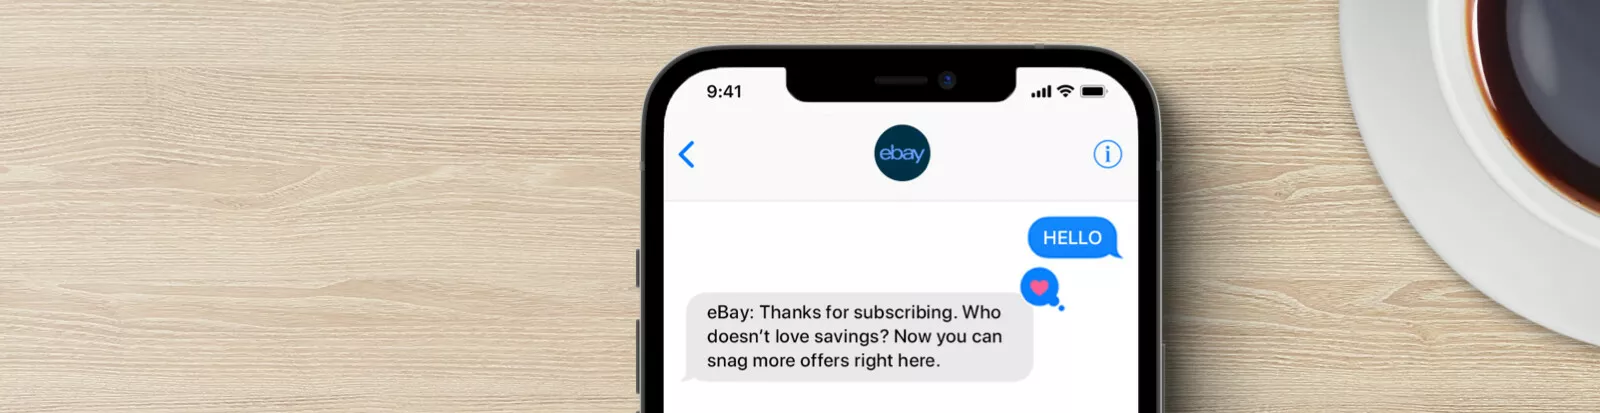 9:41
ebay
i
HELLO
eBay: Thanks for subscribing. Who
doesn’t love savings? Now you can
snag more offers right here.